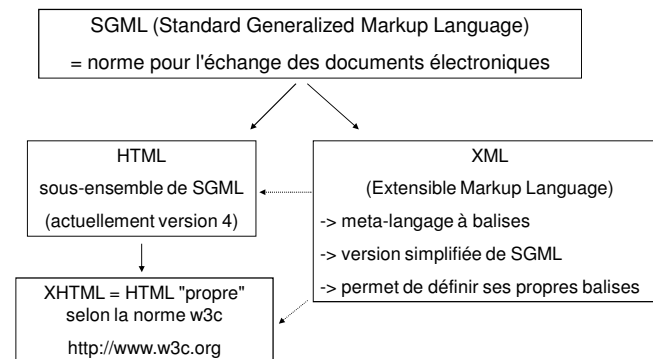 SGML (Standard Generalized Markup Language)
= norme pour l'échange des documents électroniques
HTML
sous-ensemble de SGML
(actuellement version 4)
XML
(Extensible Markup Language)
-> meta-langage à balises
-> version simplifiée de SGML
-> permet de définir ses propres balises
XHTML = HTML "propre"
selon la norme w3c
http://www.w3c.org